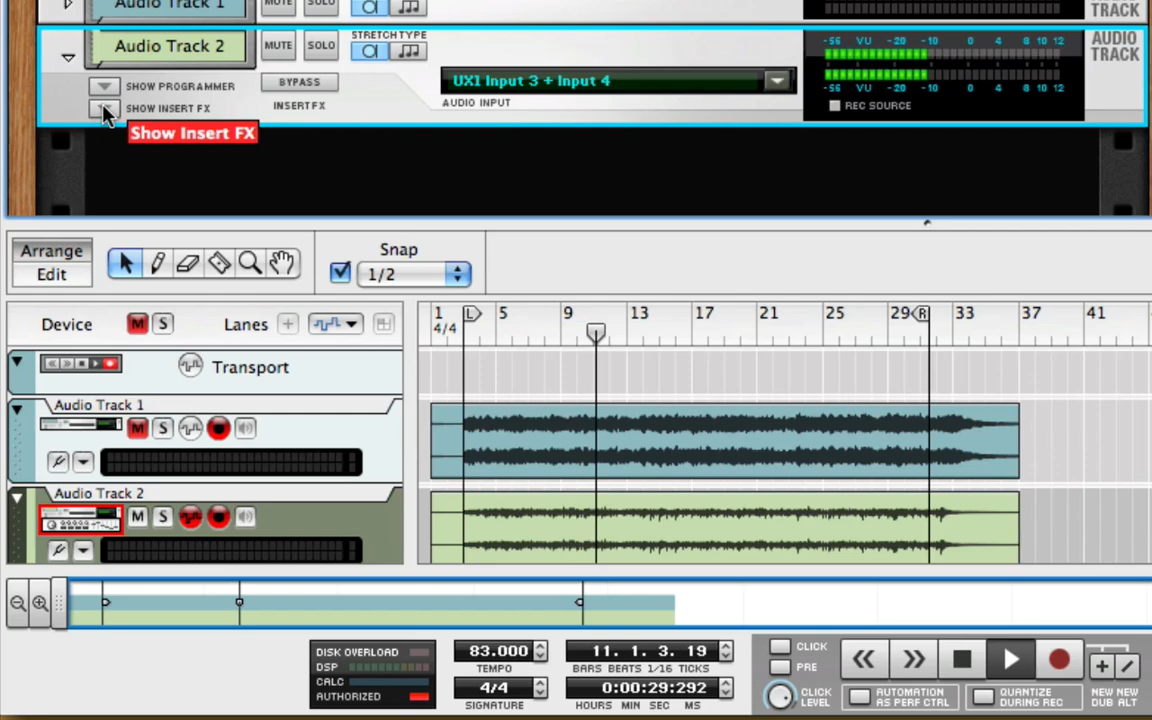 Audio Track 1
MUTE
SOLO
TRACK
Audio Track 2
MUTE
SOLO
STRETCH TYPE
-56 VU -20 -10 0 4 8 10 12
AUDIO
TRACK
SHOW PROGRAMMER
BYPASS
UX1 Input 3 + Input 4
-56 VU -20 -10 0 4 8 10 12
SHOW INSERT FX
INSERT FX
AUDIO INPUT
REC SOURCE
Show Insert FX
Arrange
Edit
Snap
1/2
Device
M
S
Lanes
1
5
9
13
17
21
25
29
33
37
41
L
R
4/4
Transport
Audio Track 1
M
S
Audio Track 2
M
S
DISK OVERLOAD
DSP
CALC
AUTHORIZED
83.000
TEMPO
4/4
SIGNATURE
11. 1. 3. 19
BARS BEATS 1/16 TICKS
0:00:29:292
HOURS MIN SEC MS
CLICK
PRE
CLICK
LEVEL
AUTOMATION
AS PERF CTRL
QUANTIZE
DURING REC
NEW NEW
DUB ALT